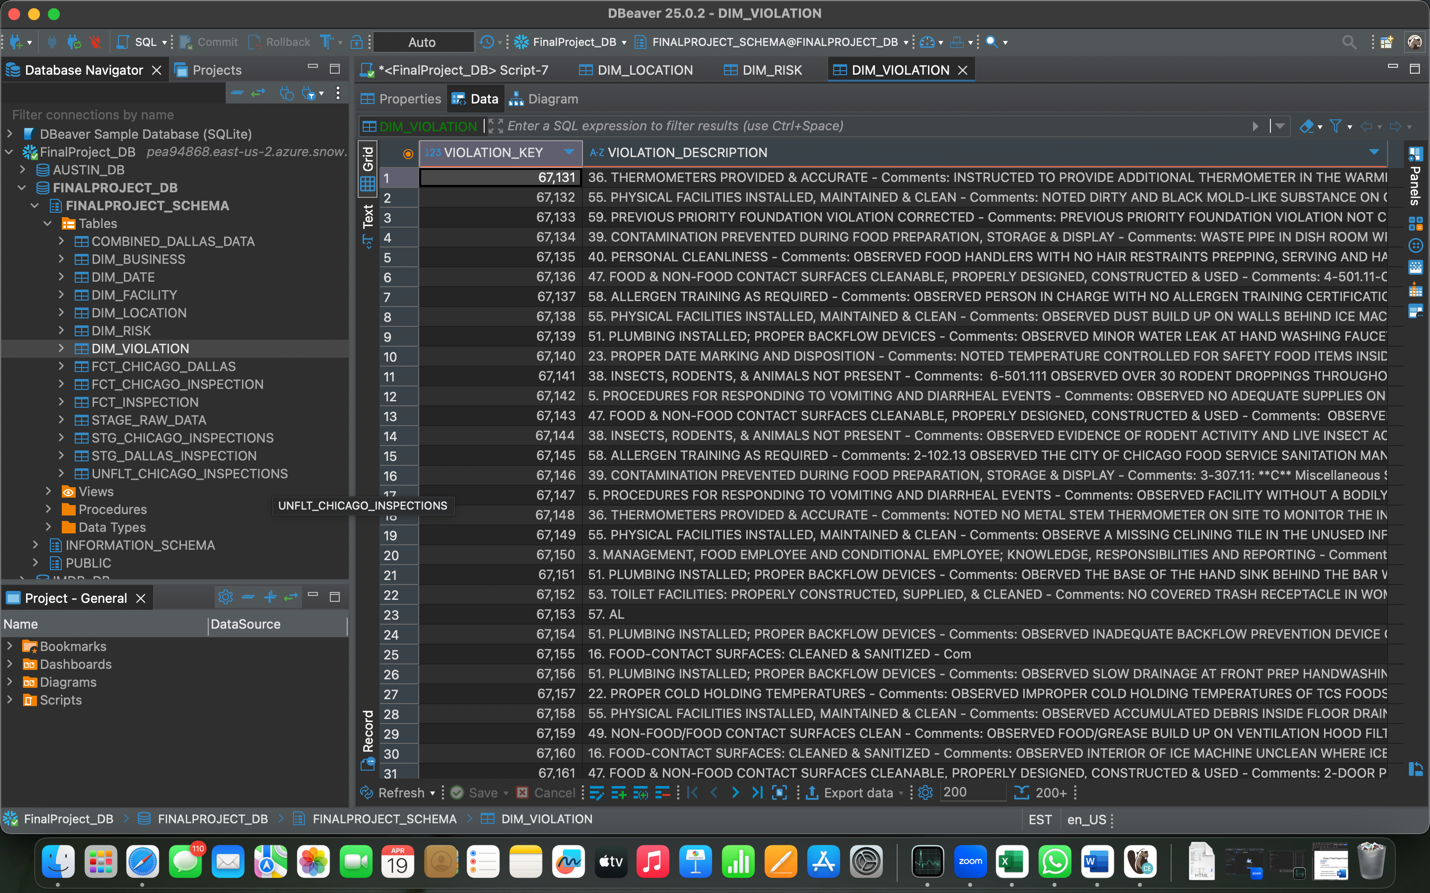 DBeaver 25.0.2 - DIM_VIOLATION
SQL Commit Rollback Auto FinalProject_DB FINALPROJECT_SCHEMA@FINALPROJECT_DB
Database Navigator Projects
*<FinalProject_DB> Script-7 DIM_LOCATION DIM_RISK DIM_VIOLATION
Properties Data Diagram
Filter connections by name
DBeaver Sample Database (SQLite)
FinalProject_DB pea94868.east-us-2.azure.snow
AUSTIN_DB
FINALPROJECT_DB
FINALPROJECT_SCHEMA
Tables
COMBINED_DALLAS_DATA
DIM_BUSINESS
DIM_DATE
DIM_FACILITY
DIM_LOCATION
DIM_RISK
DIM_VIOLATION
FCT_CHICAGO_DALLAS
FCT_CHICAGO_INSPECTION
FCT_INSPECTION
STAGE_RAW_DATA
STG_CHICAGO_INSPECTIONS
STG_DALLAS_INSPECTION
UNFLT_CHICAGO_INSPECTIONS
Views
Procedures
Data Types
INFORMATION_SCHEMA
PUBLIC
UNFLT_CHICAGO_INSPECTIONS
Project - General
Name DataSource
Bookmarks
Dashboards
Diagrams
Scripts
DIM_VIOLATION Enter a SQL expression to filter results (use Ctrl+Space)
Grid
Text
Record
Panels
123 VIOLATION_KEY A-Z VIOLATION_DESCRIPTION
1 67,131 36. THERMOMETERS PROVIDED & ACCURATE - Comments: INSTRUCTED TO PROVIDE ADDITIONAL THERMOMETER IN THE WARMI
2 67,132 55. PHYSICAL FACILITIES INSTALLED, MAINTAINED & CLEAN - Comments: NOTED DIRTY AND BLACK MOLD-LIKE SUBSTANCE ON C
3 67,133 59. PREVIOUS PRIORITY FOUNDATION VIOLATION CORRECTED - Comments: PREVIOUS PRIORITY FOUNDATION VIOLATION NOT C
4 67,134 39. CONTAMINATION PREVENTED DURING FOOD PREPARATION, STORAGE & DISPLAY - Comments: WASTE PIPE IN DISH ROOM WI
5 67,135 40. PERSONAL CLEANLINESS - Comments: OBSERVED FOOD HANDLERS WITH NO HAIR RESTRAINTS PREPPING, SERVING AND HA
6 67,136 47. FOOD & NON-FOOD CONTACT SURFACES CLEANABLE, PROPERLY DESIGNED, CONSTRUCTED & USED - Comments: 4-501.11-C
7 67,137 58. ALLERGEN TRAINING AS REQUIRED - Comments: OBSERVED PERSON IN CHARGE WITH NO ALLERGEN TRAINING CERTIFICATIC
8 67,138 55. PHYSICAL FACILITIES INSTALLED, MAINTAINED & CLEAN - Comments: OBSERVED DUST BUILD UP ON WALLS BEHIND ICE MAC
9 67,139 51. PLUMBING INSTALLED; PROPER BACKFLOW DEVICES - Comments: OBSERVED MINOR WATER LEAK AT HAND WASHING FAUCE
10 67,140 23. PROPER DATE MARKING AND DISPOSITION - Comments: NOTED TEMPERATURE CONTROLLED FOR SAFETY FOOD ITEMS INSID
11 67,141 38. INSECTS, RODENTS, & ANIMALS NOT PRESENT - Comments: 6-501.111 OBSERVED OVER 30 RODENT DROPPINGS THROUGHO
12 67,142 5. PROCEDURES FOR RESPONDING TO VOMITING AND DIARRHEAL EVENTS - Comments: OBSERVED NO ADEQUATE SUPPLIES ON
13 67,143 47. FOOD & NON-FOOD CONTACT SURFACES CLEANABLE, PROPERLY DESIGNED, CONSTRUCTED & USED - Comments: OBSERVE
14 67,144 38. INSECTS, RODENTS, & ANIMALS NOT PRESENT - Comments: OBSERVED EVIDENCE OF RODENT ACTIVITY AND LIVE INSECT AC
15 67,145 58. ALLERGEN TRAINING AS REQUIRED - Comments: 2-102.13 OBSERVED THE CITY OF CHICAGO FOOD SERVICE SANITATION MAN
16 67,146 39. CONTAMINATION PREVENTED DURING FOOD PREPARATION, STORAGE & DISPLAY - Comments: 3-307.11: **C** Miscellaneous S
17 67,147 5. PROCEDURES FOR RESPONDING TO VOMITING AND DIARRHEAL EVENTS - Comments: OBSERVED FACILITY WITHOUT A BODILY
18 67,148 36. THERMOMETERS PROVIDED & ACCURATE - Comments: NOTED NO METAL STEM THERMOMETER ON SITE TO MONITOR THE IN
19 67,149 55. PHYSICAL FACILITIES INSTALLED, MAINTAINED & CLEAN - Comments: OBSERVE A MISSING CELINING TILE IN THE UNUSED INF
20 67,150 3. MANAGEMENT, FOOD EMPLOYEE AND CONDITIONAL EMPLOYEE; KNOWLEDGE, RESPONSIBILITIES AND REPORTING - Comment
21 67,151 51. PLUMBING INSTALLED; PROPER BACKFLOW DEVICES - Comments: OBERVED THE BASE OF THE HAND SINK BEHIND THE BAR W
22 67,152 53. TOILET FACILITIES: PROPERLY CONSTRUCTED, SUPPLIED, & CLEANED - Comments: NO COVERED TRASH RECEPTACLE IN WOM
23 67,153 57. AL
24 67,154 51. PLUMBING INSTALLED; PROPER BACKFLOW DEVICES - Comments: OBSERVED INADEQUATE BACKFLOW PREVENTION DEVICE C
25 67,155 16. FOOD-CONTACT SURFACES: CLEANED & SANITIZED - Com
26 67,156 51. PLUMBING INSTALLED; PROPER BACKFLOW DEVICES - Comments: OBSERVED SLOW DRAINAGE AT FRONT PREP HANDWASHIN
27 67,157 22. PROPER COLD HOLDING TEMPERATURES - Comments: OBSERVED IMPROPER COLD HOLDING TEMPERATURES OF TCS FOODS
28 67,158 55. PHYSICAL FACILITIES INSTALLED, MAINTAINED & CLEAN - Comments: OBSERVED ACCUMULATED DEBRIS INSIDE FLOOR DRAIN
29 67,159 49. NON-FOOD/FOOD CONTACT SURFACES CLEAN - Comments: OBSERVED FOOD/GREASE BUILD UP ON VENTILATION HOOD FILT
30 67,160 16. FOOD-CONTACT SURFACES: CLEANED & SANITIZED - Comments: OBSERVED INTERIOR OF ICE MACHINE UNCLEAN WHERE ICE
31 67,161 47. FOOD & NON-FOOD CONTACT SURFACES CLEANABLE, PROPERLY DESIGNED, CONSTRUCTED & USED - Comments: 2-DOOR P
Refresh Save Cancel Export data 200 200+
FinalProject_DB FINALPROJECT_DB FINALPROJECT_SCHEMA DIM_VIOLATION EST en_US
110
APR
19
tv
zoom